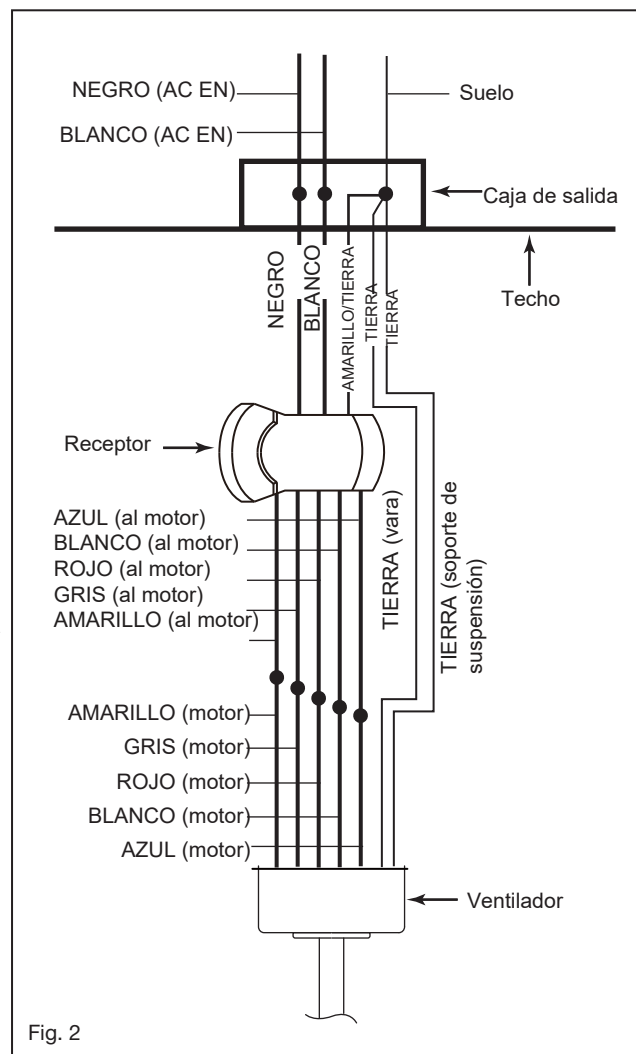 NEGRO (AC EN)
Suelo
BLANCO (AC EN)
Caja de salida
Techo
NEGRO
BLANCO
AMARILLO/TIERRA
TIERRA
TIERRA
Receptor
AZUL (al motor)
BLANCO (al motor)
ROJO (al motor)
GRIS (al motor)
AMARILLO (al motor)
TIERRA (vara)
TIERRA (soporte de
suspensión)
AMARILLO (motor)
GRIS (motor)
ROJO (motor)
BLANCO (motor)
AZUL (motor)
Ventilador
Fig. 2